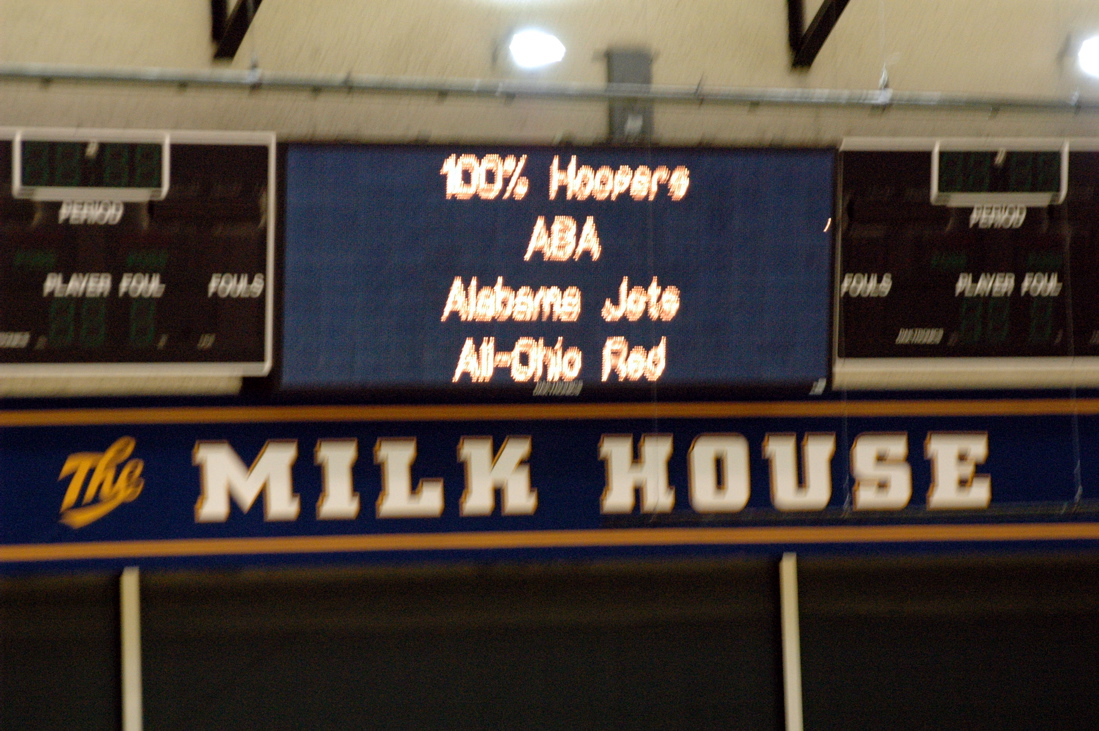 100% Hoopers
ABA
Alabama Jets
All-Ohio Red
PERIOD
PLAYER FOUL FOULS
PERIOD
FOULS PLAYER FOUL
The MILK HOUSE